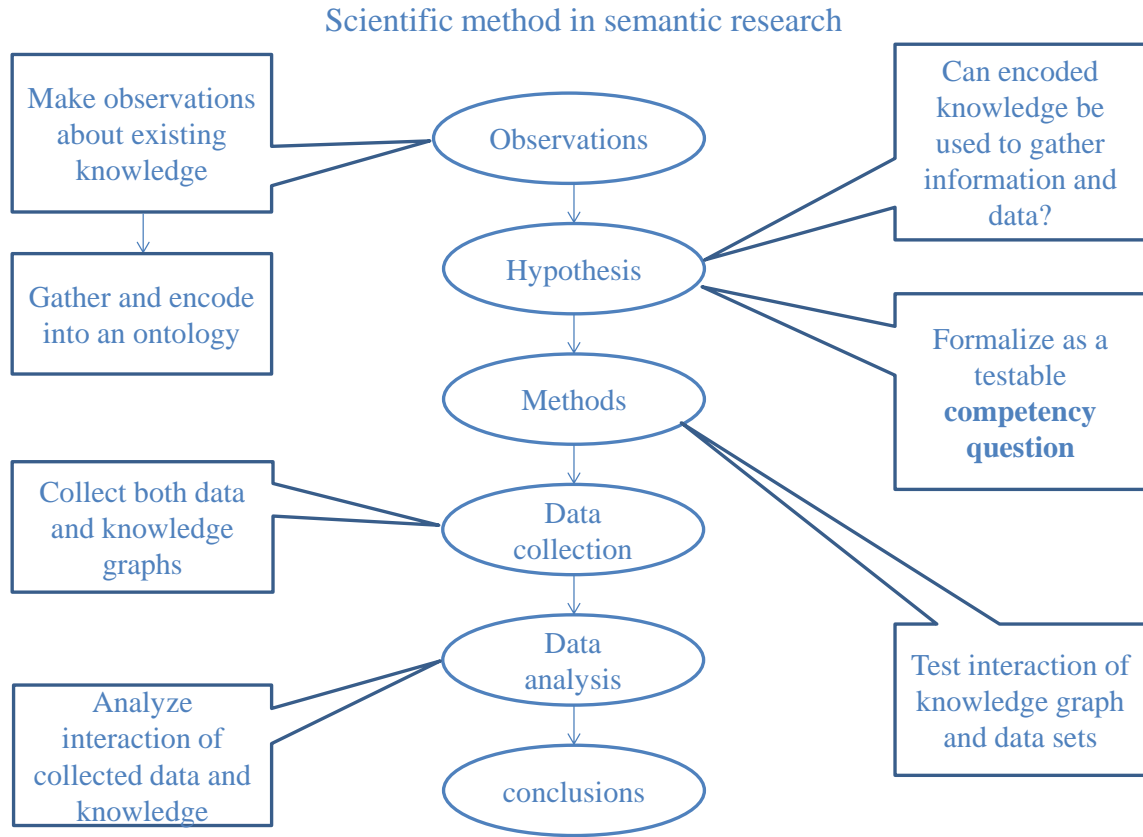 Scientific method in semantic research
Make observations
about existing
knowledge
Observations
Can encoded
knowledge be
used to gather
information and
data?
Gather and encode
into an ontology
Hypothesis
Formalize as a
testable
competency
question
Methods
Collect both data
and knowledge
graphs
Data
collection
Data
analysis
Test interaction of
knowledge graph
and data sets
Analyze
interaction of
collected data and
knowledge
conclusions